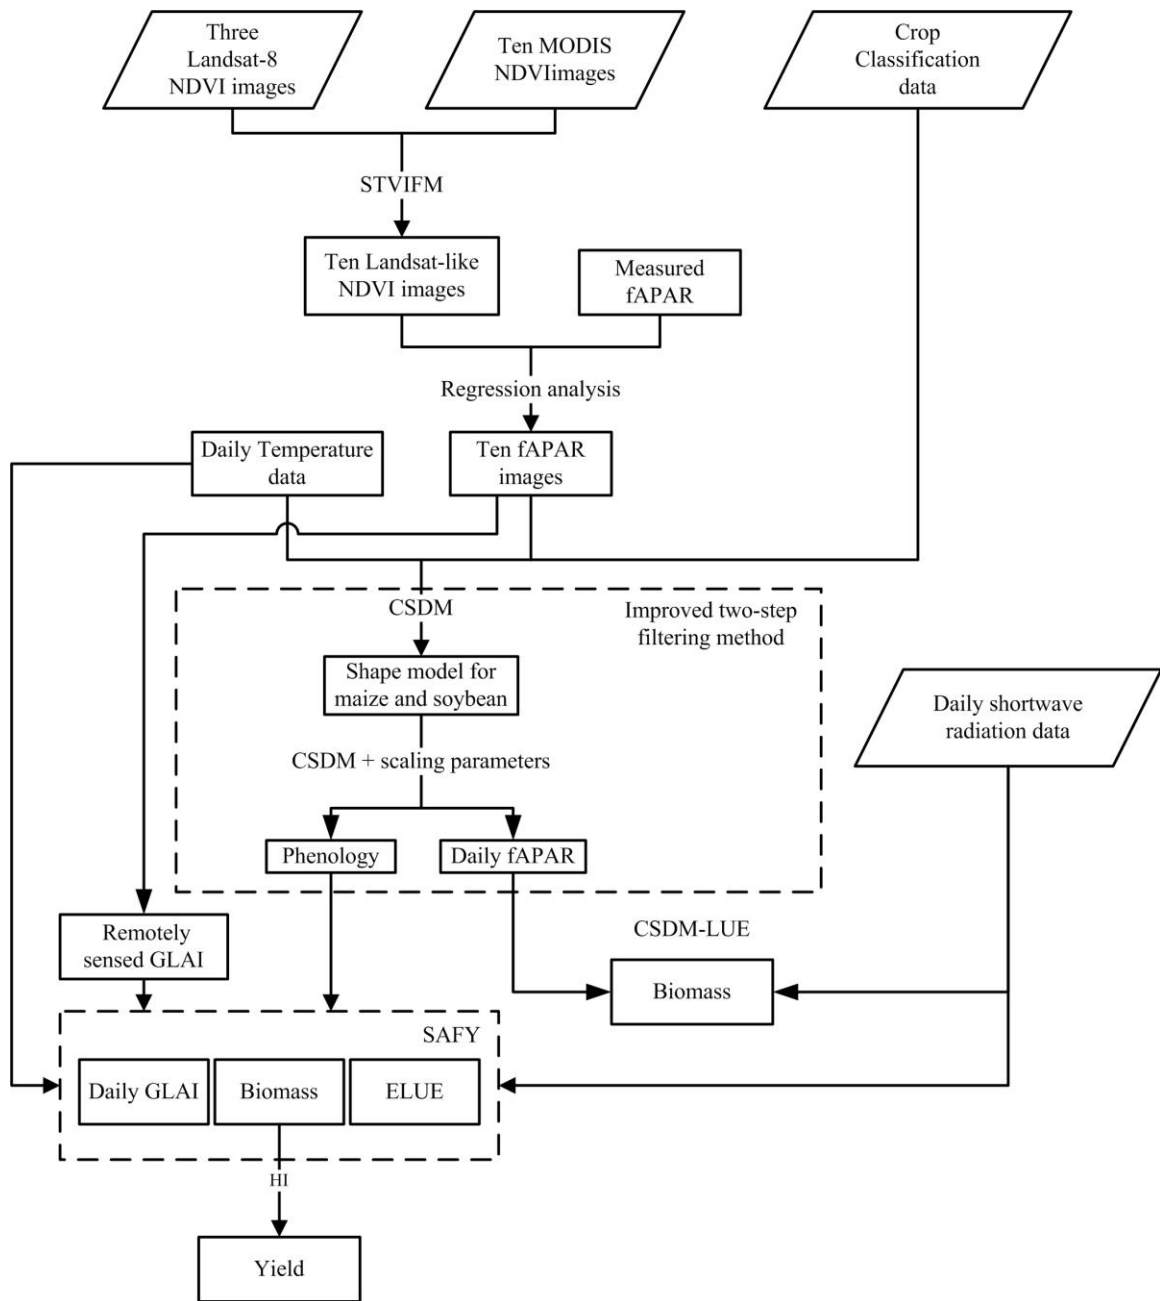 Three
Landsat-8
NDVI images
Ten MODIS
NDVIimages
Crop
Classification
data
STVIFM
Ten Landsat-like
NDVI images
Measured
fAPAR
Regression analysis
Daily Temperature
data
Ten fAPAR
images
CSDM
Improved two-step
filtering method
Shape model for
maize and soybean
Daily shortwave
radiation data
CSDM + scaling parameters
Phenology
Daily fAPAR
Remotely
sensed GLAI
CSDM-LUE
Biomass
SAFY
Daily GLAI
Biomass
ELUE
HI
Yield